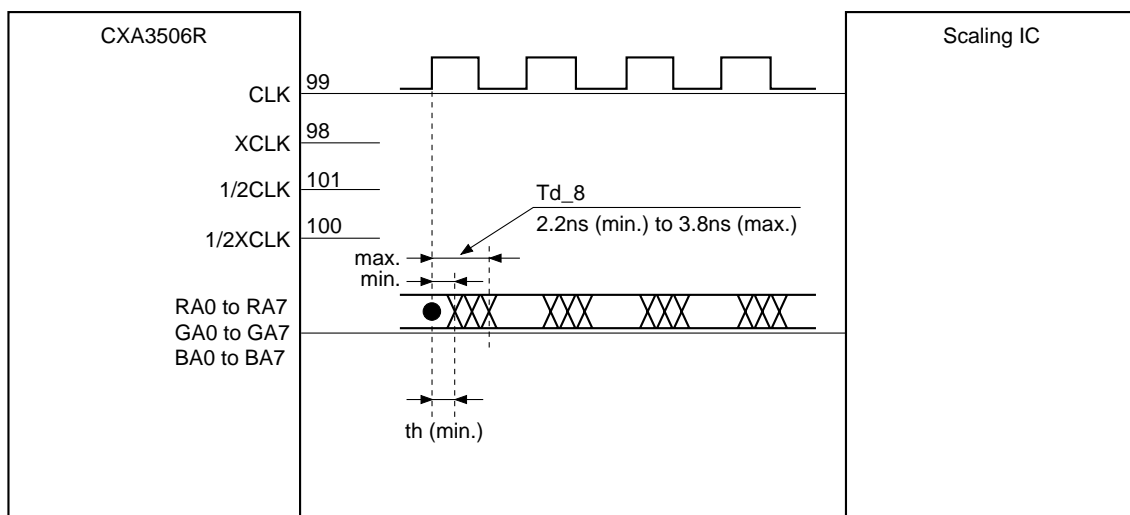 CXA3506R
Scaling IC
CLK
99
XCLK
98
1/2CLK
101
1/2XCLK
100
Td_8
2.2ns (min.) to 3.8ns (max.)
max.
min.
RA0 to RA7
GA0 to GA7
BA0 to BA7
th (min.)